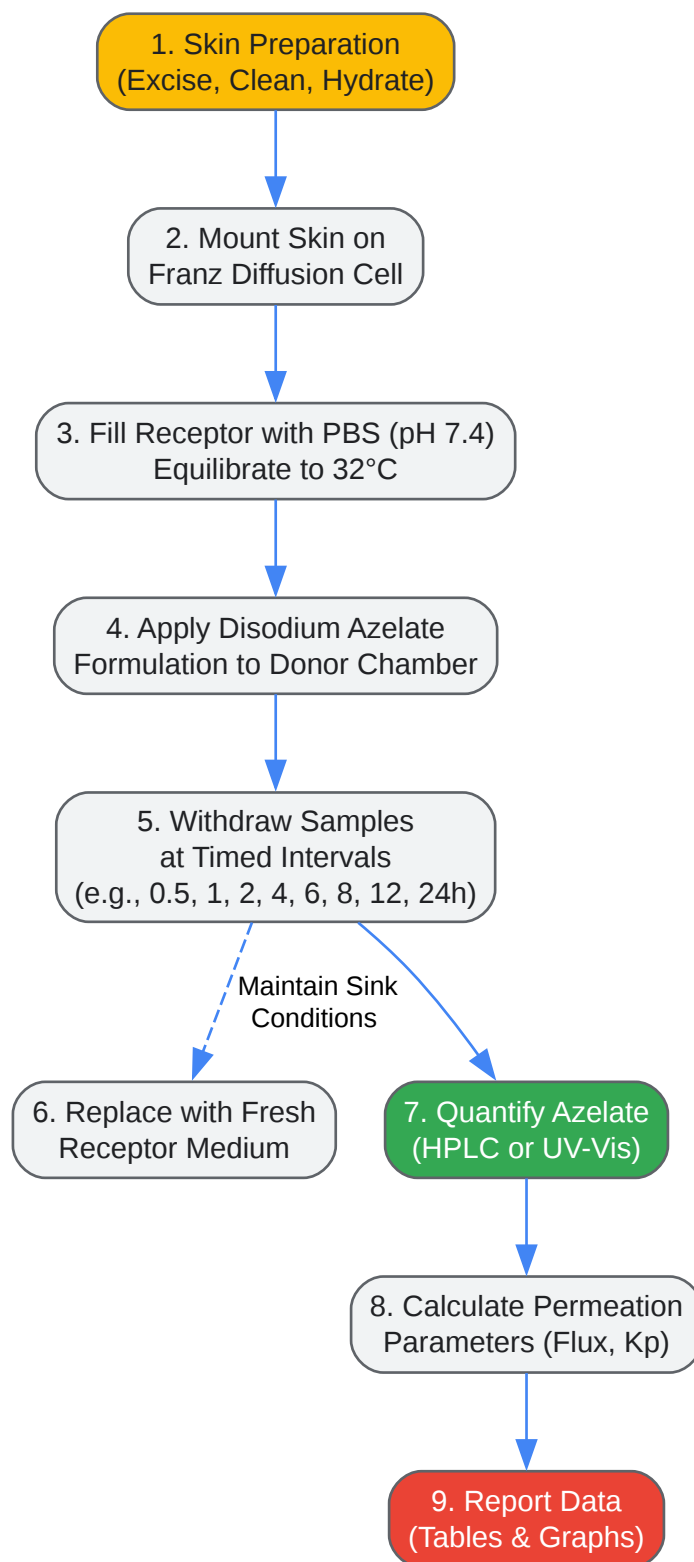 1. Skin Preparation
(Excise, Clean, Hydrate)
2. Mount Skin on
Franz Diffusion Cell
3. Fill Receptor with PBS (pH 7.4)
Equilibrate to 32°C
4. Apply Disodium Azelate
Formulation to Donor Chamber
5. Withdraw Samples
at Timed Intervals
(e.g., 0.5, 1, 2, 4, 6, 8, 12, 24h)
Maintain Sink
Conditions
6. Replace with Fresh
Receptor Medium
7. Quantify Azelate
(HPLC or UV-Vis)
8. Calculate Permeation
Parameters (Flux, Kp)
9. Report Data
(Tables & Graphs)